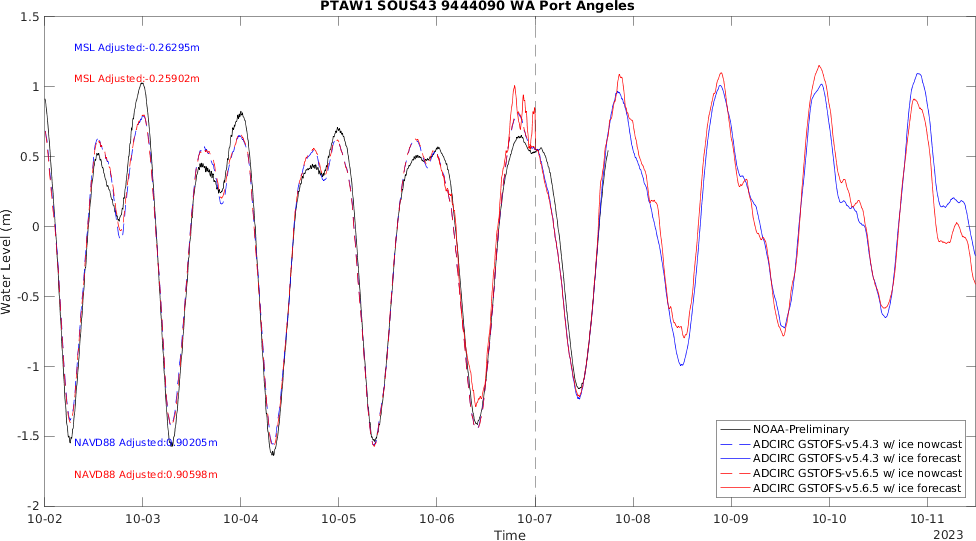 PTAW1 SOUS43 9444090 WA Port Angeles
1.5
1
0.5
0
-0.5
-1
-1.5
-2
Water Level (m)
MSL Adjusted:-0.26295m
MSL Adjusted:-0.25902m
NAVD88 Adjusted:0.90205m
NAVD88 Adjusted:0.90598m
NOAA-Preliminary
ADCIRC GSTOFS-v5.4.3 w/ ice nowcast
ADCIRC GSTOFS-v5.4.3 w/ ice forecast
ADCIRC GSTOFS-v5.6.5 w/ ice nowcast
ADCIRC GSTOFS-v5.6.5 w/ ice forecast
10-02 10-03 10-04 10-05 10-06 10-07 10-08 10-09 10-10 10-11
Time
2023